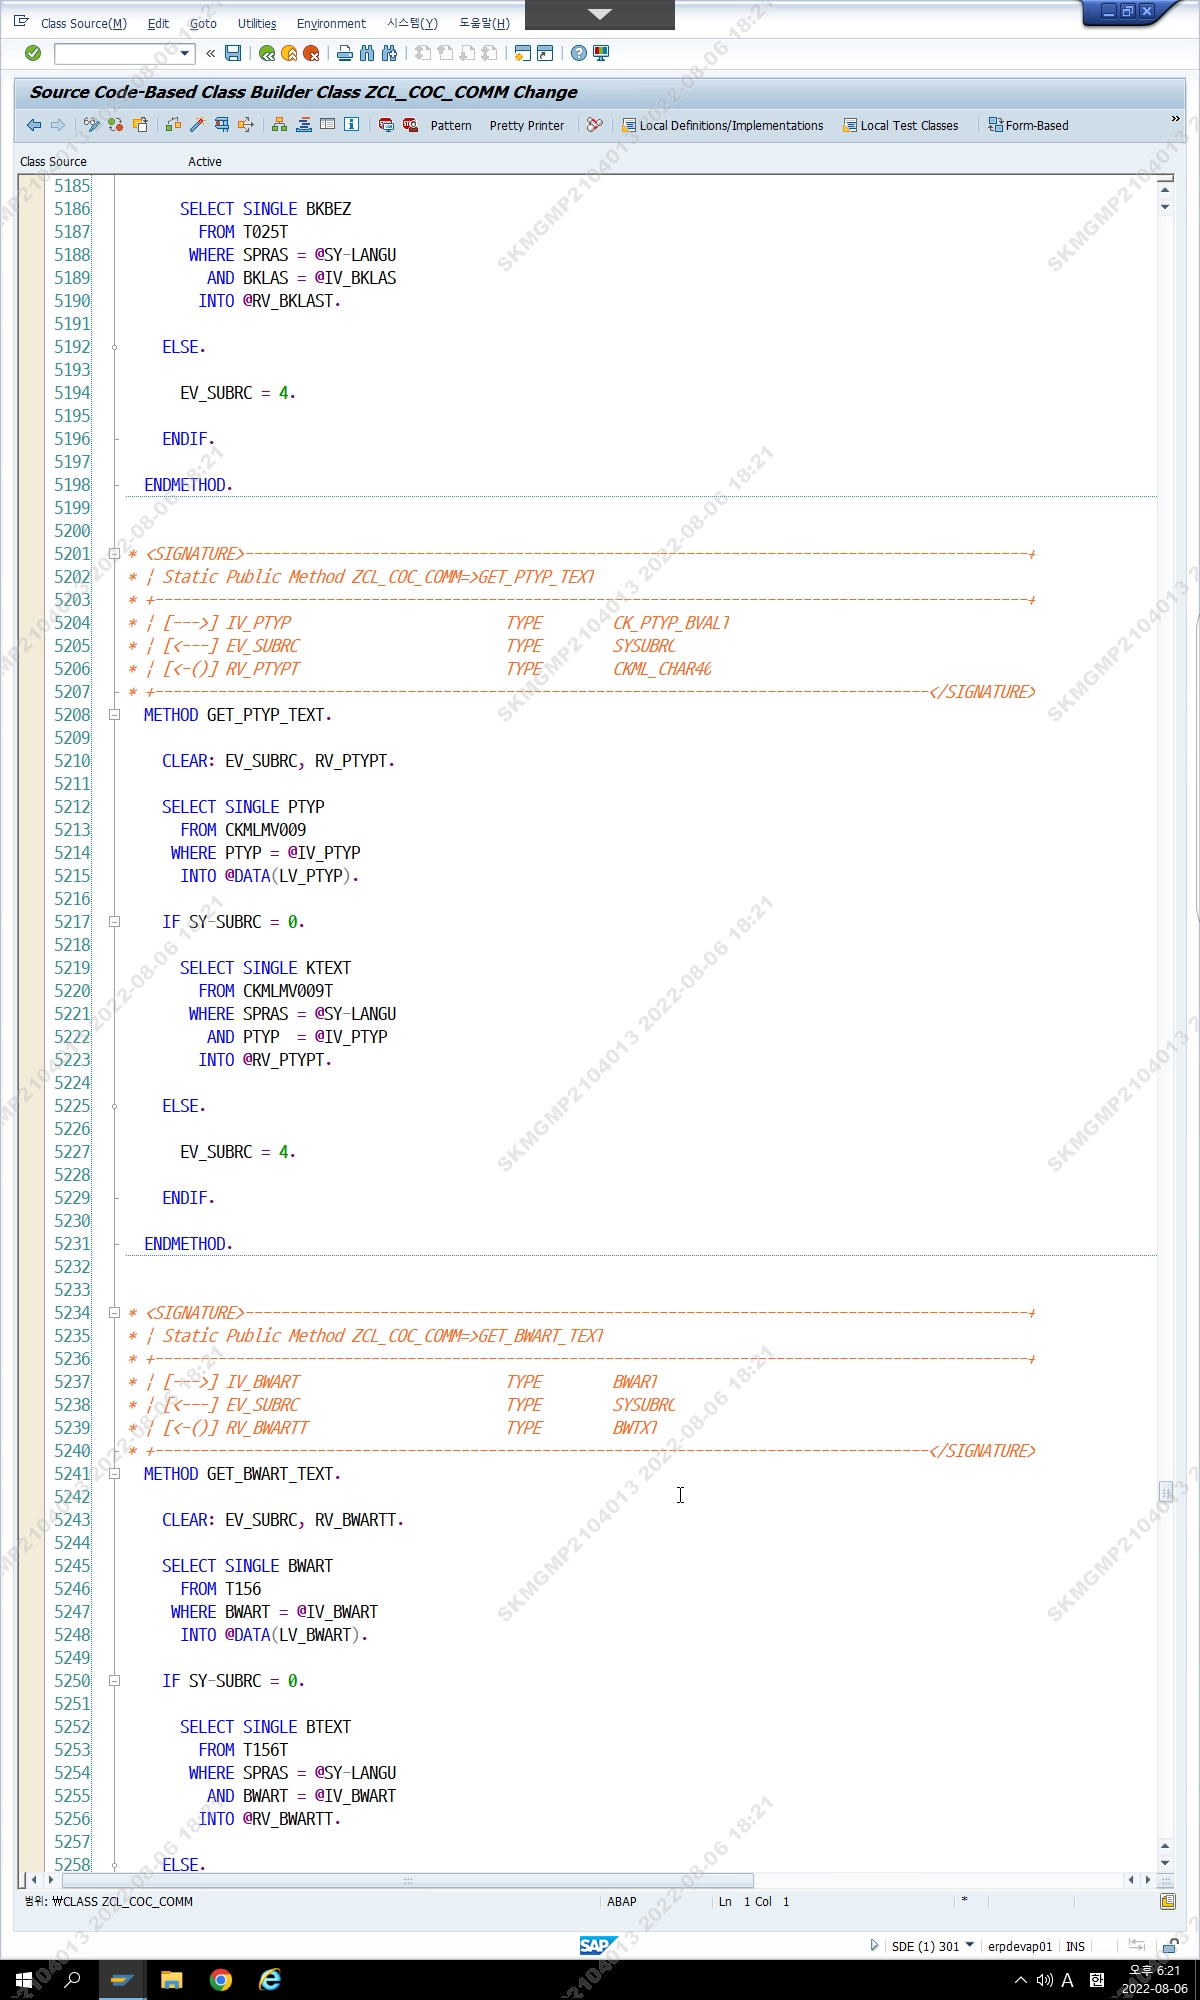 Class Source(M) Edit Goto Utilities Environment 시스템(Y) 도움말(H)
Source Code-Based Class Builder Class ZCL_COC_COMM Change
Pattern Pretty Printer Local Definitions/Implementations Local Test Classes Form-Based »
Class Source Active
5185
5186 SELECT SINGLE BKBEZ
5187 FROM T025T
5188 WHERE SPRAS = @SY-LANGU
5189 AND BKLAS = @IV_BKLAS
5190 INTO @RV_BKLAST.
5191
5192 ELSE.
5193
5194 EV_SUBRC = 4.
5195
5196 ENDIF.
5197
5198 ENDMETHOD.
5199
5200
5201 * <SIGNATURE>---------------------------------------------------------------------------------------+
5202 * | Static Public Method ZCL_COC_COMM=>GET_PTYP_TEXT
5203 * +-------------------------------------------------------------------------------------------------+
5204 * | [--->] IV_PTYP TYPE CK_PTYP_BVALT
5205 * | [<---] EV_SUBRC TYPE SYSUBRC
5206 * | [<-()] RV_PTYPT TYPE CKML_CHAR40
5207 * +--------------------------------------------------------------------------------------</SIGNATURE>
5208 METHOD GET_PTYP_TEXT.
5209
5210 CLEAR: EV_SUBRC, RV_PTYPT.
5211
5212 SELECT SINGLE PTYP
5213 FROM CKMLMV009
5214 WHERE PTYP = @IV_PTYP
5215 INTO @DATA(LV_PTYP).
5216
5217 IF SY-SUBRC = 0.
5218
5219 SELECT SINGLE KTEXT
5220 FROM CKMLMV009T
5221 WHERE SPRAS = @SY-LANGU
5222 AND PTYP = @IV_PTYP
5223 INTO @RV_PTYPT.
5224
5225 ELSE.
5226
5227 EV_SUBRC = 4.
5228
5229 ENDIF.
5230
5231 ENDMETHOD.
5232
5233
5234 * <SIGNATURE>---------------------------------------------------------------------------------------+
5235 * | Static Public Method ZCL_COC_COMM=>GET_BWART_TEXT
5236 * +-------------------------------------------------------------------------------------------------+
5237 * | [--->] IV_BWART TYPE BWART
5238 * | [<---] EV_SUBRC TYPE SYSUBRC
5239 * | [<-()] RV_BWARTT TYPE BWTXT
5240 * +--------------------------------------------------------------------------------------</SIGNATURE>
5241 METHOD GET_BWART_TEXT.
5242
5243 CLEAR: EV_SUBRC, RV_BWARTT.
5244
5245 SELECT SINGLE BWART
5246 FROM T156
5247 WHERE BWART = @IV_BWART
5248 INTO @DATA(LV_BWART).
5249
5250 IF SY-SUBRC = 0.
5251
5252 SELECT SINGLE BTEXT
5253 FROM T156T
5254 WHERE SPRAS = @SY-LANGU
5255 AND BWART = @IV_BWART
5256 INTO @RV_BWARTT.
5257
5258 ELSE.
범위: ₩CLASS ZCL_COC_COMM ABAP Ln 1 Col 1 *
SAP SDE (1) 301 erpdevap01 INS
A 한 오후 6:21
2022-08-06
SKMGMP2104013 2022-08-06 18:21